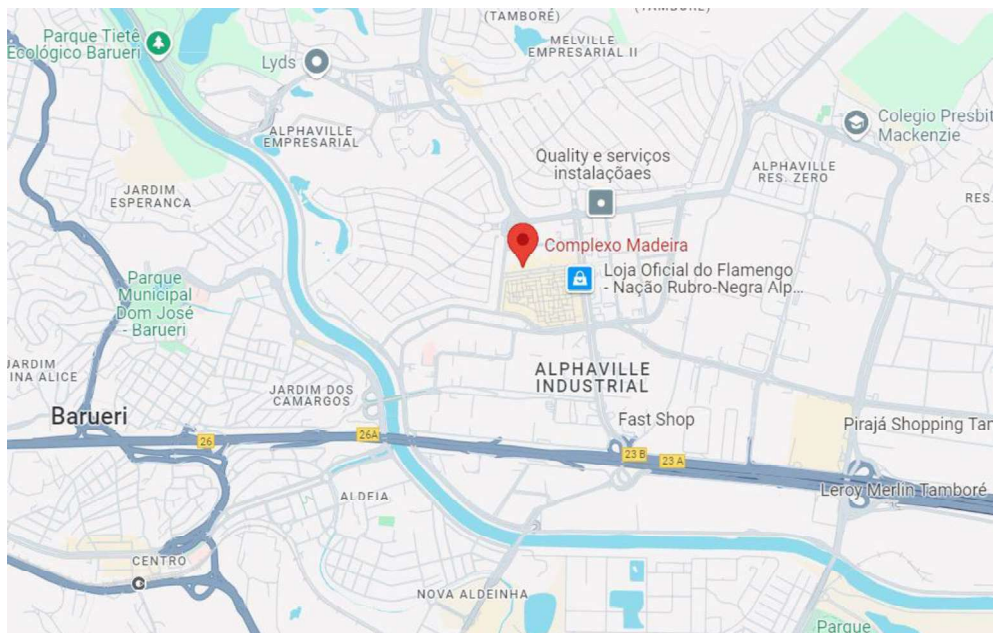 (TAMBORÉ)
(TAMBORÉ)
Parque Tietê
Ecológico Barueri
MELVILLE
EMPRESARIAL II
Lyds
Colegio Presbit
Mackenzie
ALPHAVILLE
EMPRESARIAL
Quality e serviços
instalaçãoes
ALPHAVILLE
RES. ZERO
JARDIM
ESPERANCA
RES.
Complexo Madeira
Loja Oficial do Flamengo
- Nação Rubro-Negra Alp...
Parque
Municipal
Dom José
- Barueri
JARDIM
INA ALICE
ALPHAVILLE
INDUSTRIAL
JARDIM DOS
CAMARGOS
Barueri
Fast Shop
Pirajá Shopping Tam
26
26A
23 B
23 A
ALDEIA
Leroy Merlin Tamboré
CENTRO
NOVA ALDEINHA
Parque